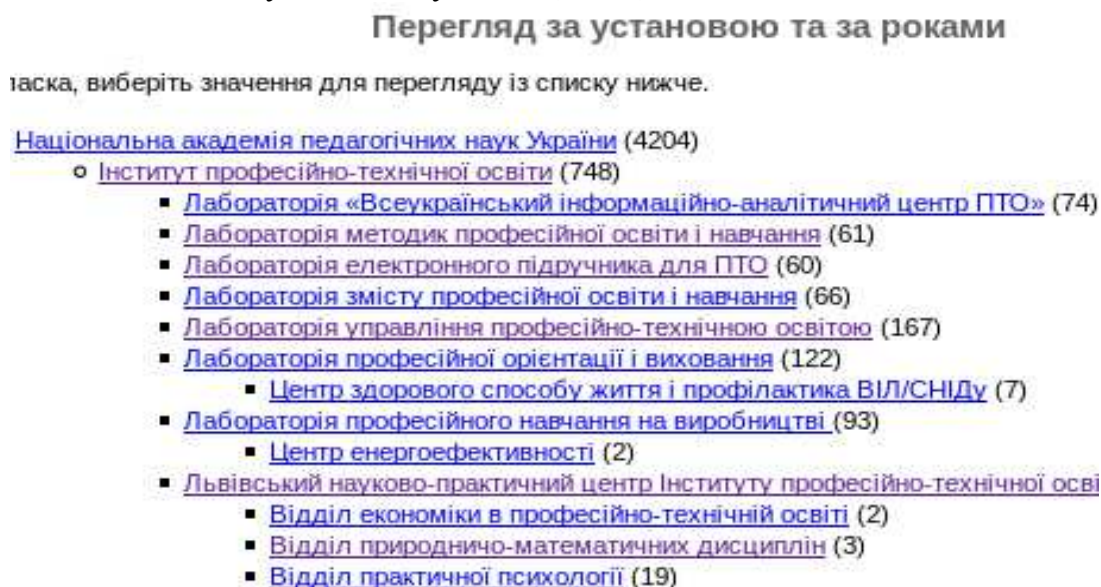 Перегляд за установою та за роками
ласка, виберіть значення для перегляду із списку нижче.
Національна академія педагогічних наук України (4204)
Інститут професійно-технічної освіти (748)
Лабораторія «Всеукраїнський інформаційно-аналітичний центр ПТО» (74)
Лабораторія методик професійної освіти і навчання (61)
Лабораторія електронного підручника для ПТО (60)
Лабораторія змісту професійної освіти і навчання (66)
Лабораторія управління професійно-технічною освітою (167)
Лабораторія професійної орієнтації і виховання (122)
Центр здорового способу життя і профілактика ВІЛ/СНІДу (7)
Лабораторія професійного навчання на виробництві (93)
Центр енергоефективності (2)
Львівський науково-практичний центр Інституту професійно-технічної осві
Відділ економіки в професійно-технічній освіті (2)
Відділ природничо-математичних дисциплін (3)
Відділ практичної психології (19)